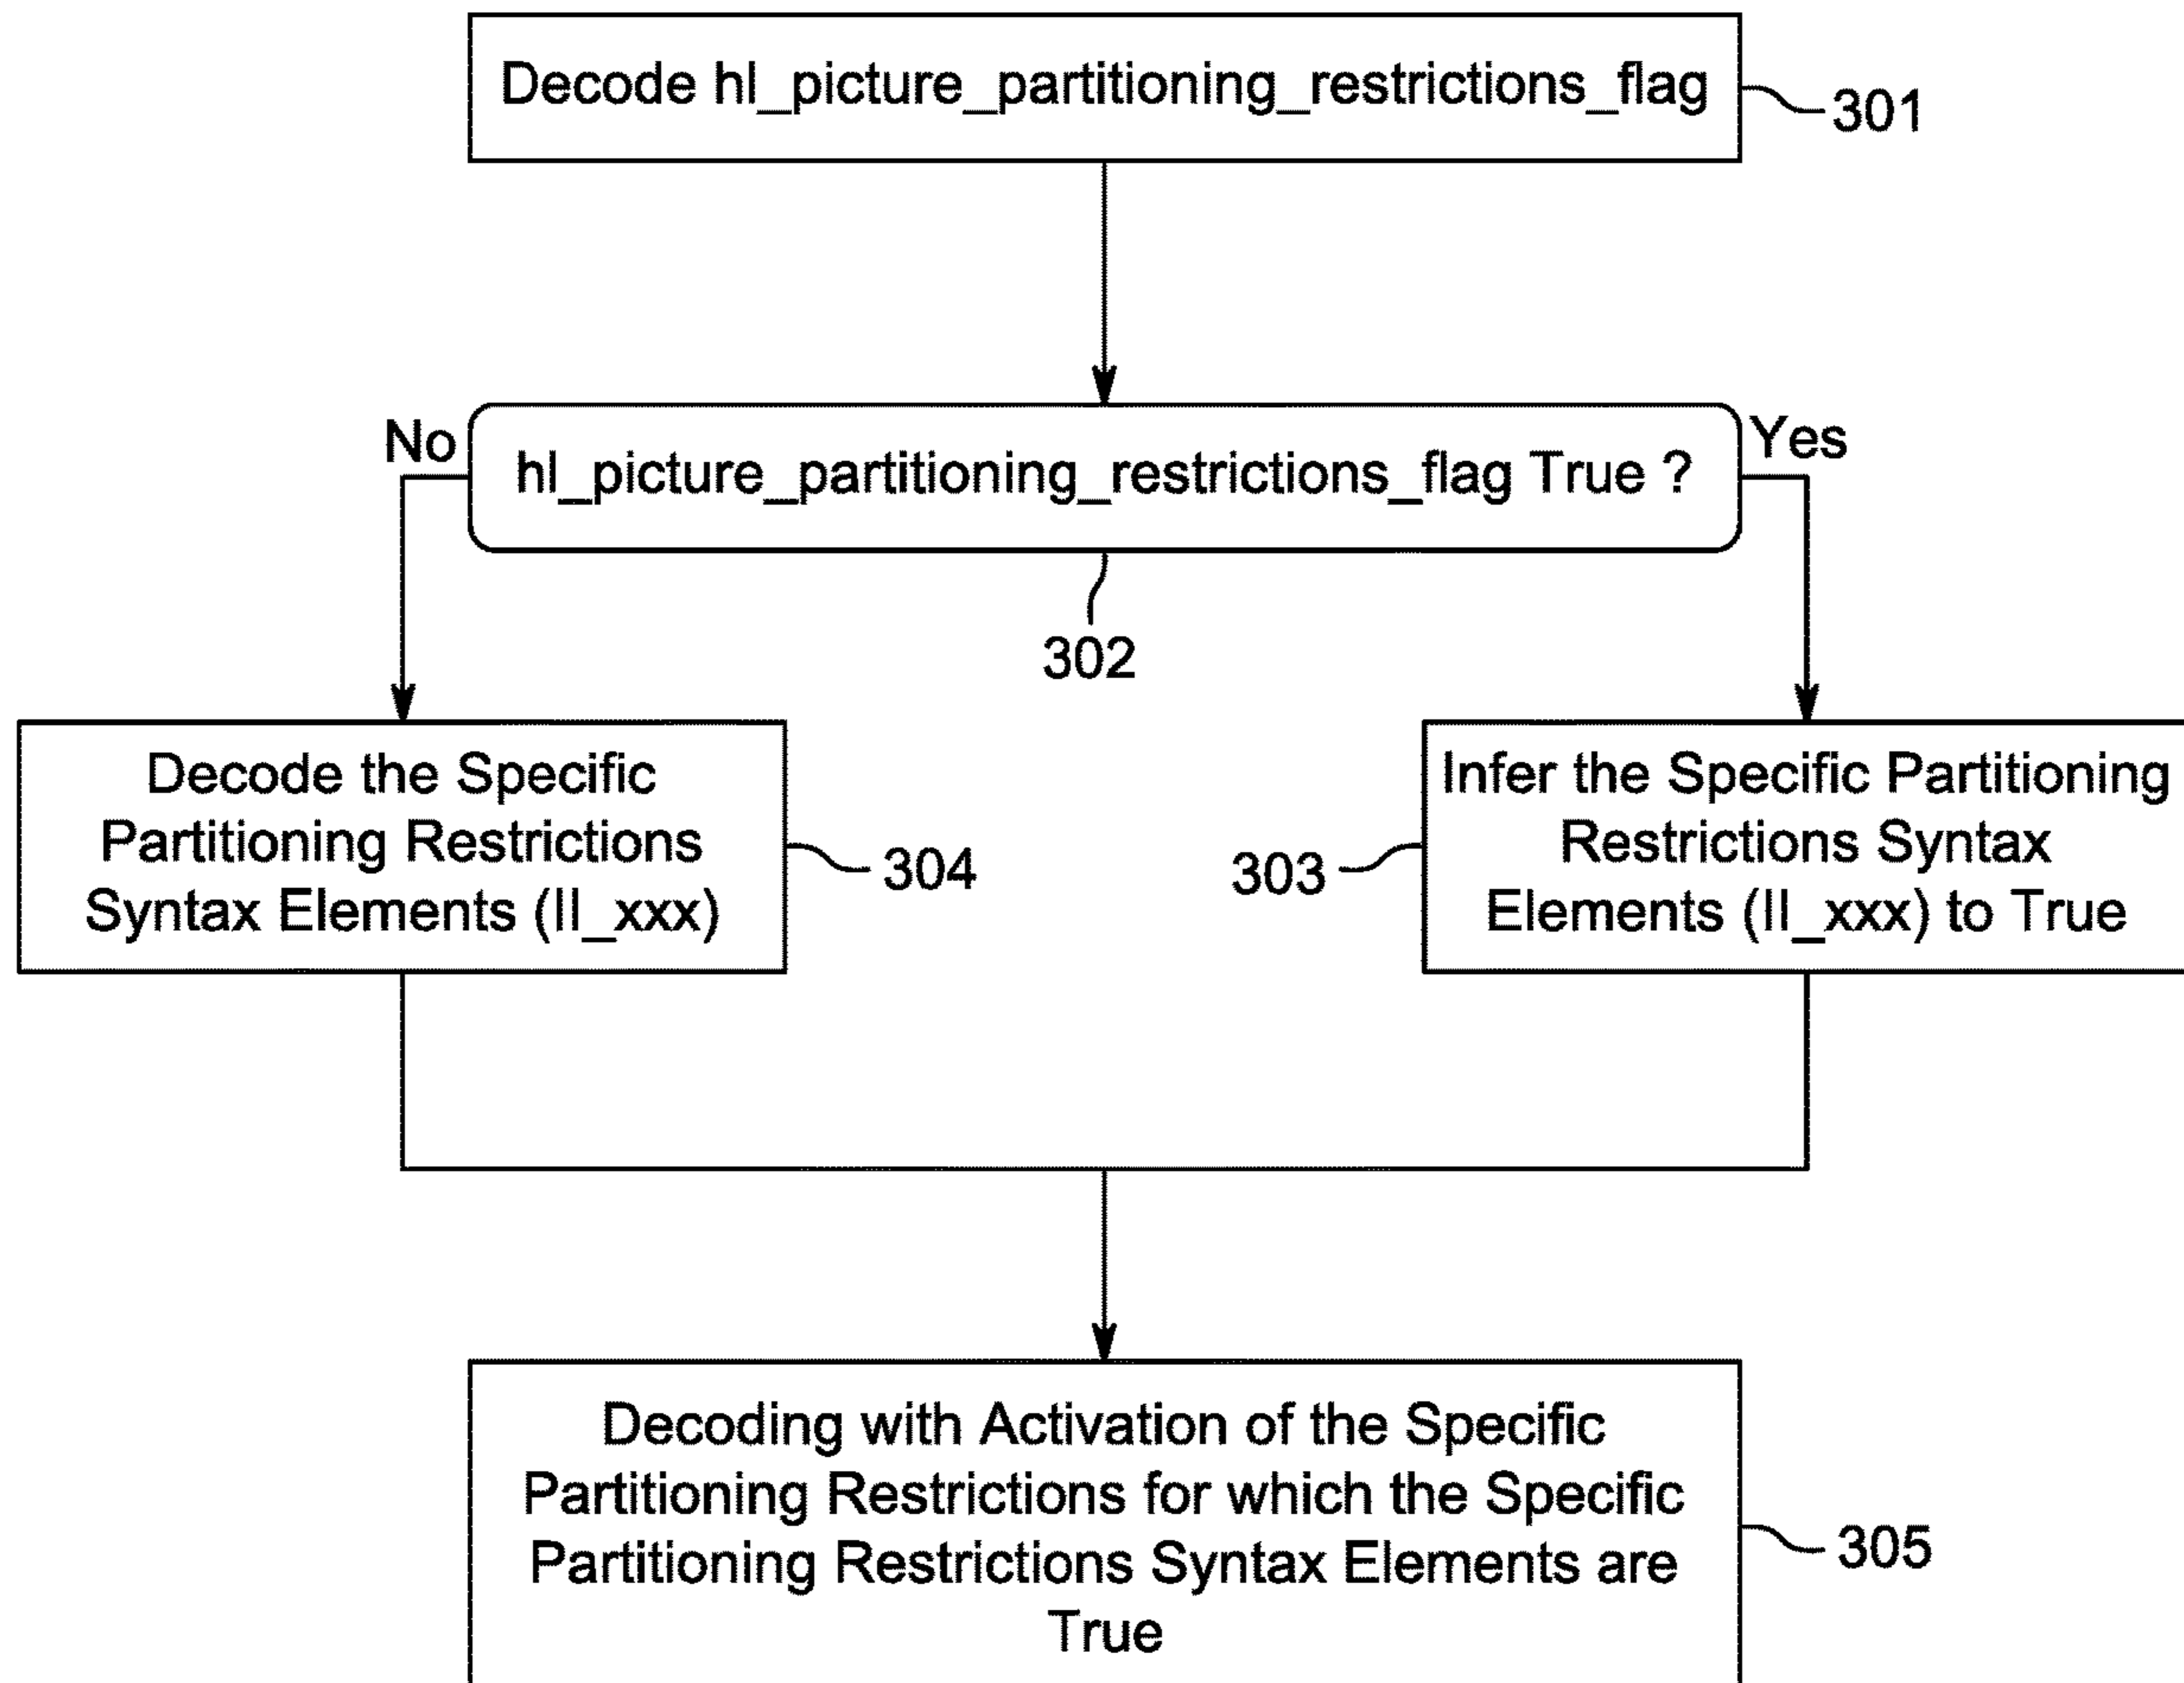 Decode hl_picture_partitioning_restrictions_flag
301
No
Yes
hl_picture_partitioning_restrictions_flag True ?
302
Decode the Specific
Partitioning Restrictions
Syntax Elements (ll_xxx)
304
Infer the Specific Partitioning
Restrictions Syntax
Elements (ll_xxx) to True
303
Decoding with Activation of the Specific
Partitioning Restrictions for which the Specific
Partitioning Restrictions Syntax Elements are
True
305